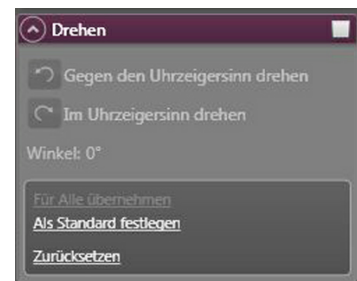 Drehen
Gegen den Uhrzeigersinn drehen
Im Uhrzeigersinn drehen
Winkel: 0°
Für Alle übernehmen
Als Standard festlegen
Zurücksetzen